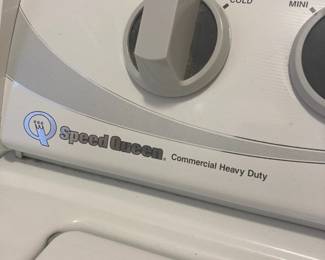 COLD
MINI
Speed Queen® Commercial Heavy Duty